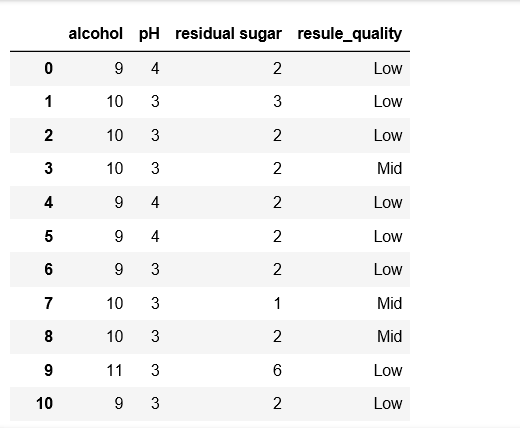 alcohol pH residual sugar resule_quality
0 9 4 2 Low
1 10 3 3 Low
2 10 3 2 Low
3 10 3 2 Mid
4 9 4 2 Low
5 9 4 2 Low
6 9 3 2 Low
7 10 3 1 Mid
8 10 3 2 Mid
9 11 3 6 Low
10 9 3 2 Low